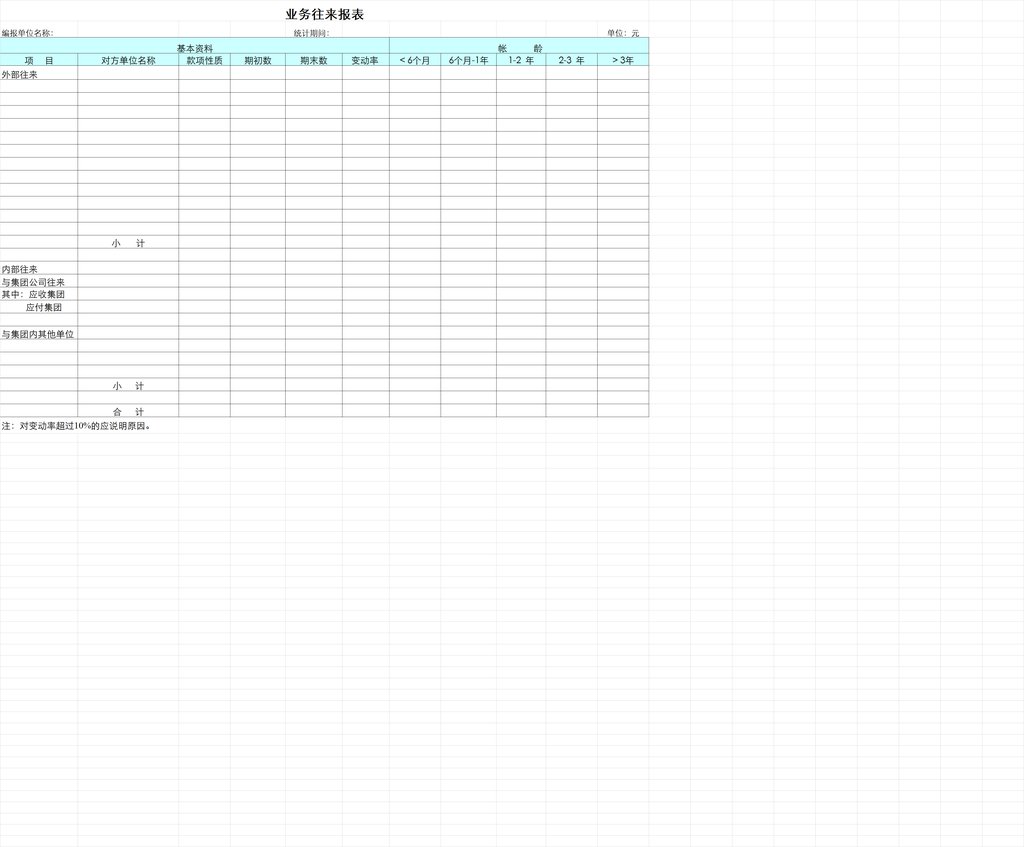 业务往来报表
编报单位名称： 统计期间： 单位：元
基本资料 帐 龄
项 目 对方单位名称 款项性质 期初数 期末数 变动率 < 6个月 6个月-1年 1-2 年 2-3 年 > 3年
外部往来
小 计
内部往来
与集团公司往来
其中：应收集团
应付集团
与集团内其他单位
小 计
合 计
注：对变动率超过10%的应说明原因。